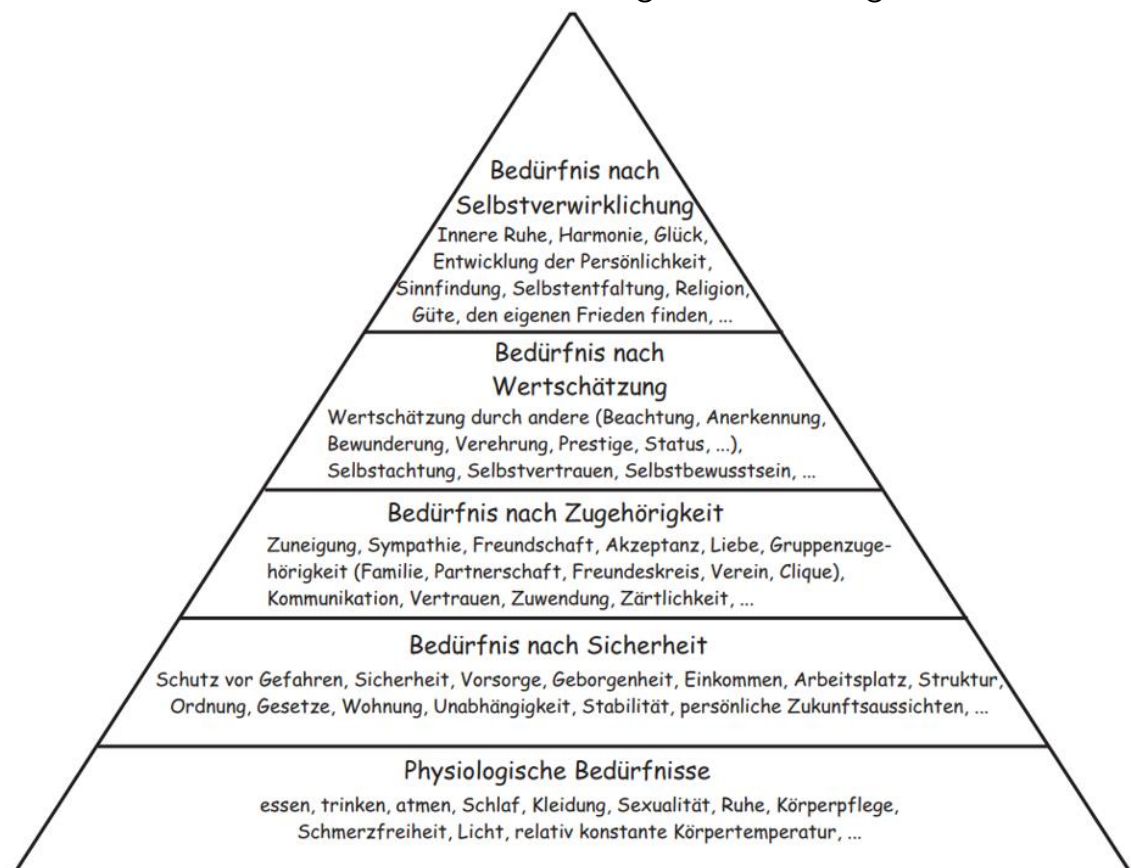 Bedürfnis nach
Selbstverwirklichung
Innere Ruhe, Harmonie, Glück,
Entwicklung der Persönlichkeit,
Sinnfindung, Selbstentfaltung, Religion,
Güte, den eigenen Frieden finden, ...
Bedürfnis nach
Wertschätzung
Wertschätzung durch andere (Beachtung, Anerkennung,
Bewunderung, Verehrung, Prestige, Status, ...),
Selbstachtung, Selbstvertrauen, Selbstbewusstsein, ...
Bedürfnis nach Zugehörigkeit
Zuneigung, Sympathie, Freundschaft, Akzeptanz, Liebe, Gruppenzuge-
hörigkeit (Familie, Partnerschaft, Freundeskreis, Verein, Clique),
Kommunikation, Vertrauen, Zuwendung, Zärtlichkeit, ...
Bedürfnis nach Sicherheit
Schutz vor Gefahren, Sicherheit, Vorsorge, Geborgenheit, Einkommen, Arbeitsplatz, Struktur,
Ordnung, Gesetze, Wohnung, Unabhängigkeit, Stabilität, persönliche Zukunftsaussichten, ...
Physiologische Bedürfnisse
essen, trinken, atmen, Schlaf, Kleidung, Sexualität, Ruhe, Körperpflege,
Schmerzfreiheit, Licht, relativ konstante Körpertemperatur, ...